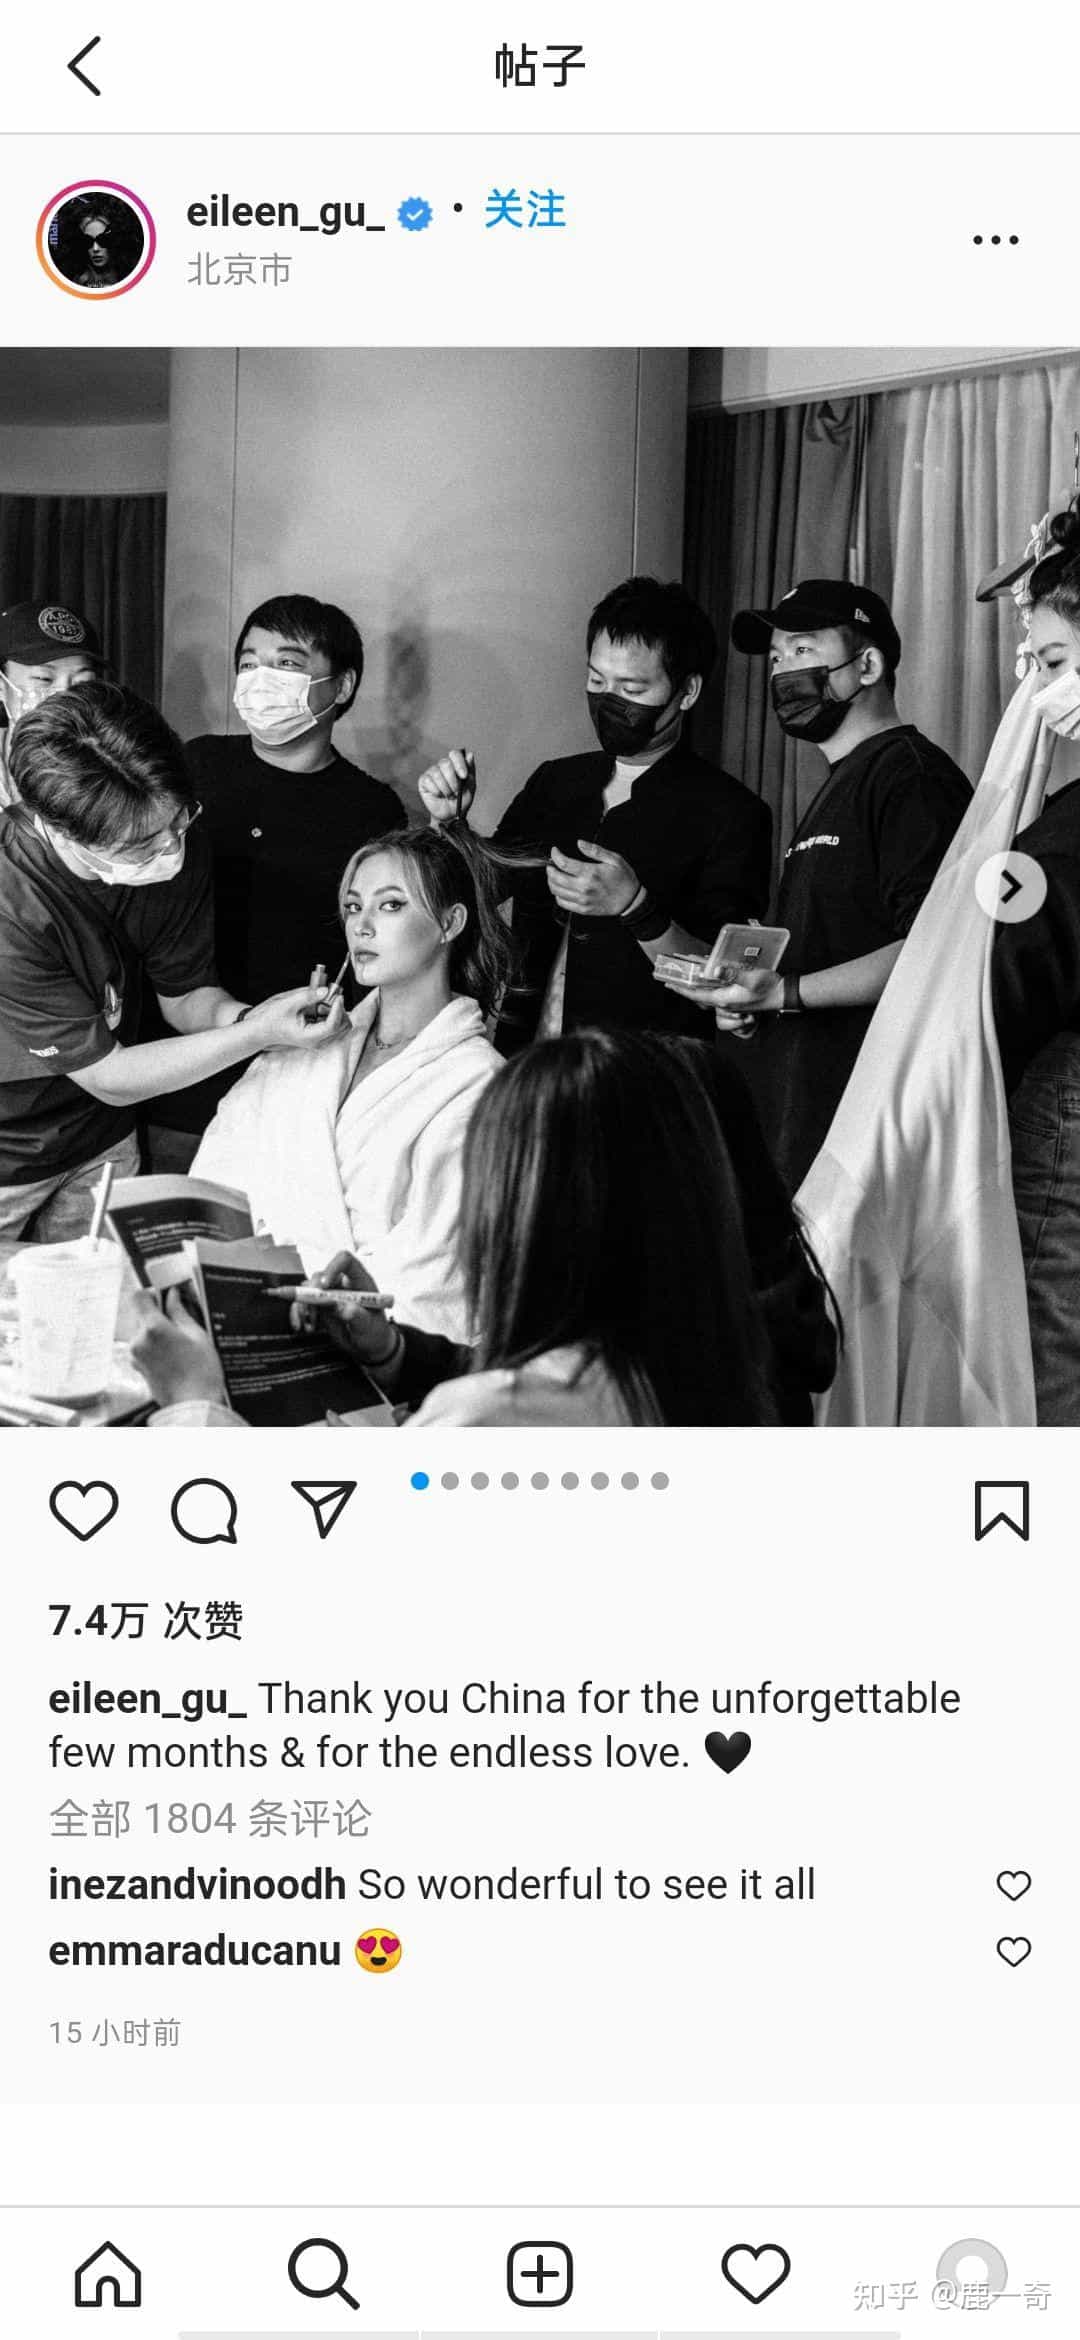 帖子
eileen_gu_ • 关注
北京市
7.4万 次赞
eileen_gu_ Thank you China for the unforgettable
few months & for the endless love. 🖤
全部 1804 条评论
inezandvinoodh So wonderful to see it all
emmaraducanu 😍
15 小时前
知乎 @鹿一奇